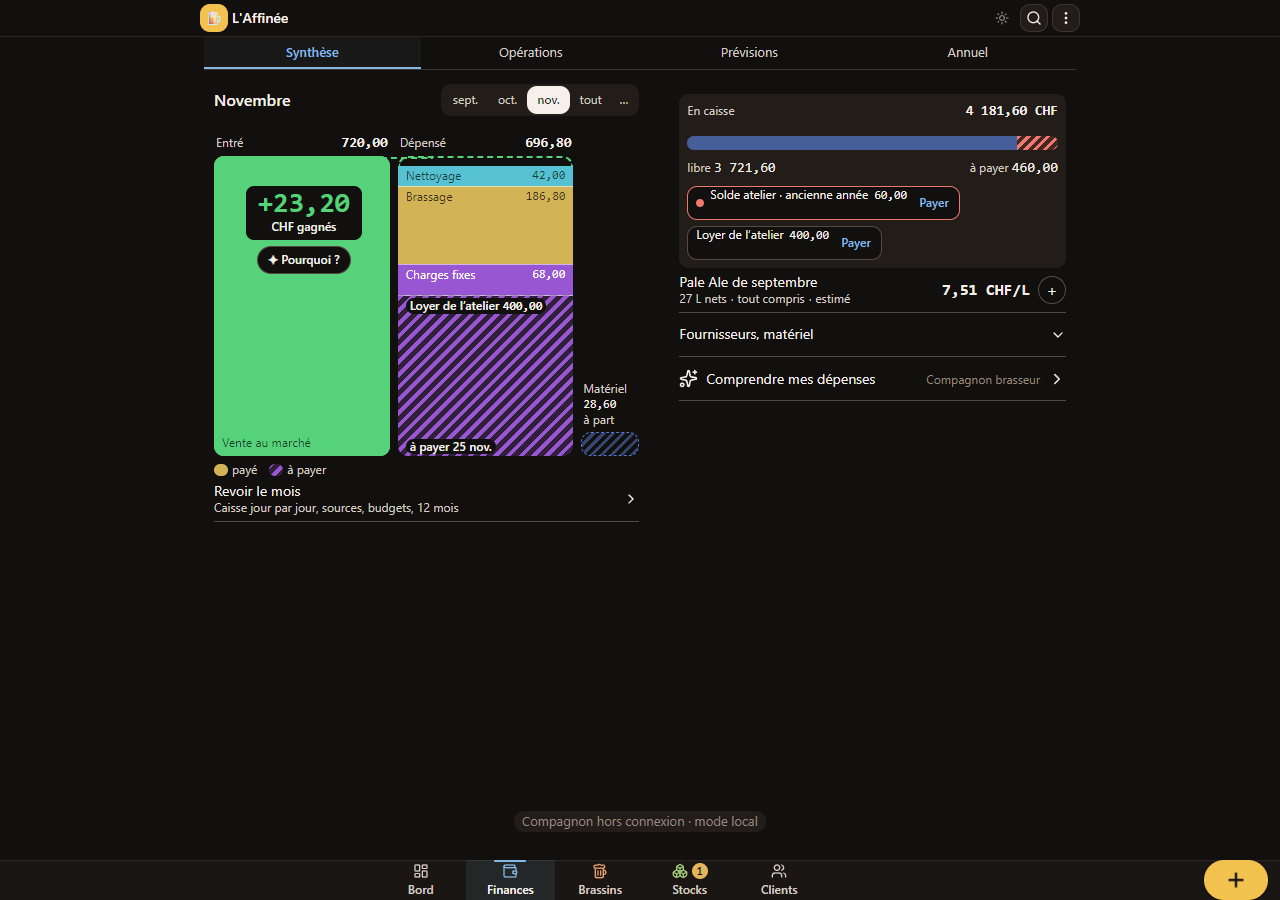 L'Affinée
Synthèse
Opérations
Prévisions
Annuel
Novembre
sept.
oct.
nov.
tout
...
Entré 720,00
Dépensé 696,80
+23,20
CHF gagnés
✦ Pourquoi ?
Vente au marché
Nettoyage 42,00
Brassage 186,80
Charges fixes 68,00
Loyer de l'atelier 400,00
à payer 25 nov.
Matériel
28,60
à part
payé
à payer
Revoir le mois
Caisse jour par jour, sources, budgets, 12 mois
En caisse 4 181,60 CHF
libre 3 721,60
à payer 460,00
Solde atelier · ancienne année 60,00 Payer
Loyer de l'atelier 400,00 Payer
Pale Ale de septembre
27 L nets · tout compris · estimé
7,51 CHF/L
+
Fournisseurs, matériel
Comprendre mes dépenses
Compagnon brasseur
Compagnon hors connexion · mode local
Bord
Finances
Brassins
Stocks
1
Clients
+